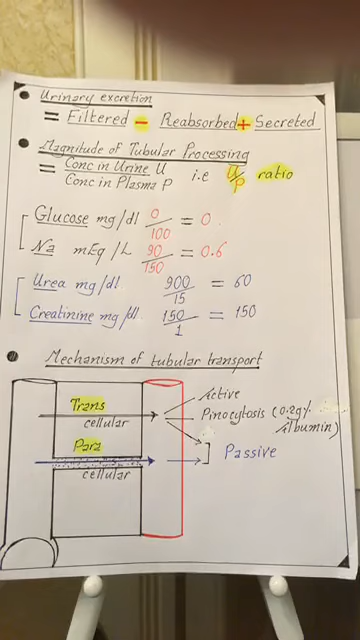 Urinary excretion
= Filtered - Reabsorbed + Secreted
Magnitude of Tubular Processing
= Conc in Urine U / Conc in Plasma P i.e U/P ratio
Glucose mg/dl 0/100 = 0
Na mEq/L 90/150 = 0.6
Urea mg/dl 900/15 = 60
Creatinine mg/dl 150/1 = 150
Mechanism of tubular transport
Trans
cellular
Active
Pinocytosis (0.2g%
Albumin)
Para
cellular
Passive